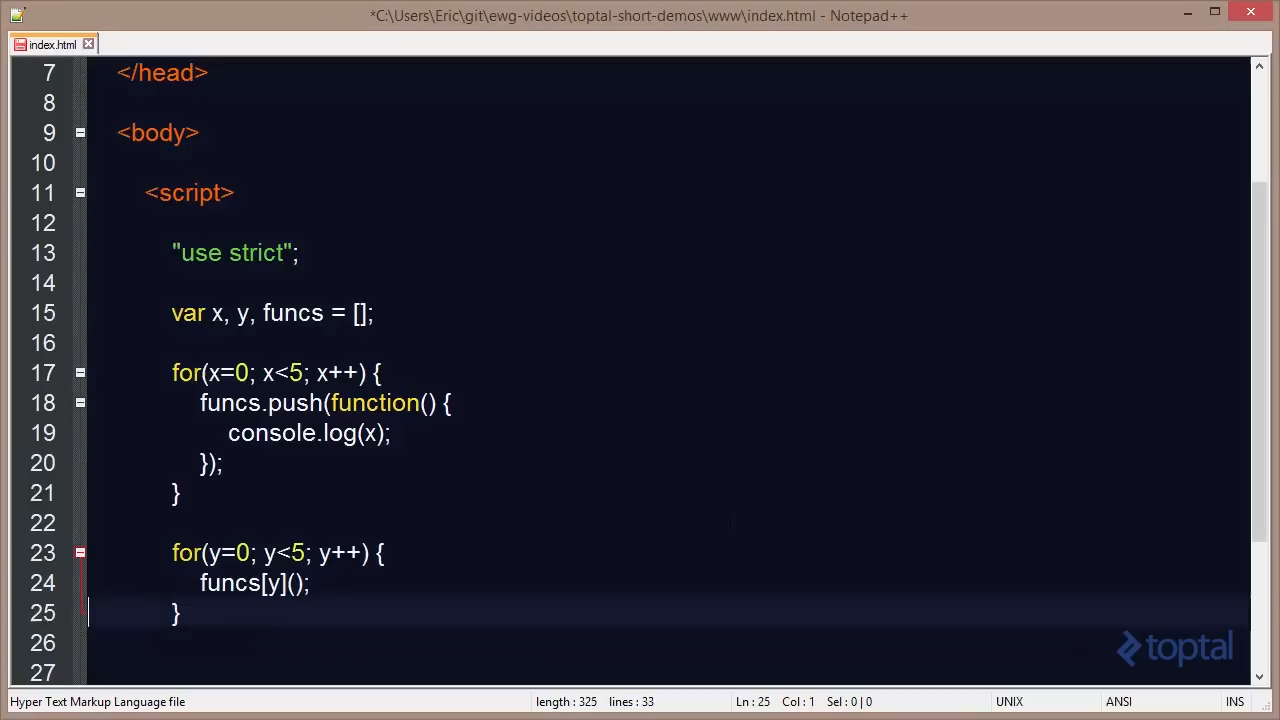 *C:\Users\Eric\git\ewg-videos\toptal-short-demos\www\index.html - Notepad++
index.html
7 </head>
8
9 <body>
10
11 <script>
12
13 "use strict";
14
15 var x, y, funcs = [];
16
17 for(x=0; x<5; x++) {
18 funcs.push(function() {
19 console.log(x);
20 });
21 }
22
23 for(y=0; y<5; y++) {
24 funcs[y]();
25 }
26
27
toptal
Hyper Text Markup Language file length : 325 lines : 33 Ln : 25 Col : 1 Sel : 0 | 0 UNIX ANSI INS